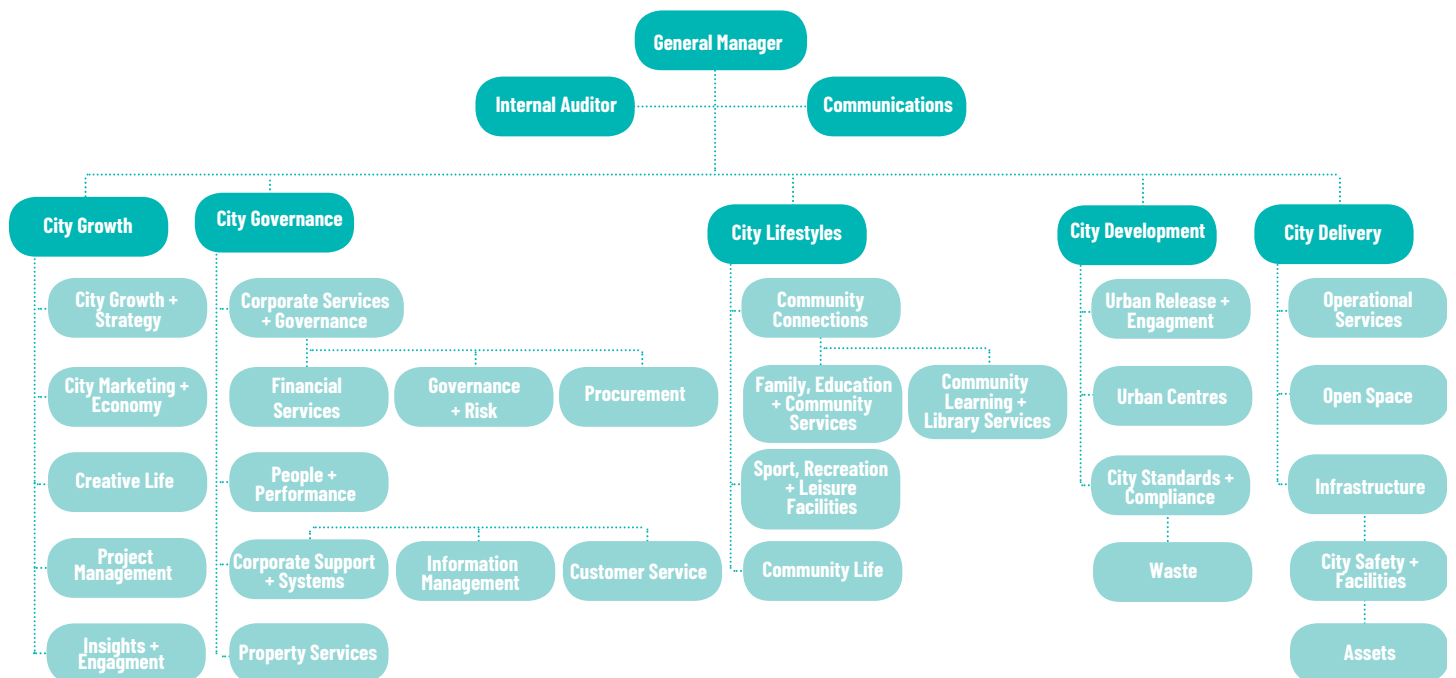 General Manager
Internal Auditor
Communications
City Growth
City Governance
City Lifestyles
City Development
City Delivery
City Growth +
Strategy
Corporate Services
+ Governance
Community
Connections
Urban Release +
Engagment
Operational
Services
City Marketing +
Economy
Financial
Services
Governance
+ Risk
Procurement
Family, Education
+ Community
Services
Community
Learning +
Library Services
Urban Centres
Open Space
Creative Life
People +
Performance
Sport, Recreation
+ Leisure
Facilities
City Standards +
Compliance
Infrastructure
Project
Management
Corporate Support
+ Systems
Information
Management
Customer Service
Community Life
Waste
City Safety +
Facilities
Insights +
Engagment
Property Services
Assets